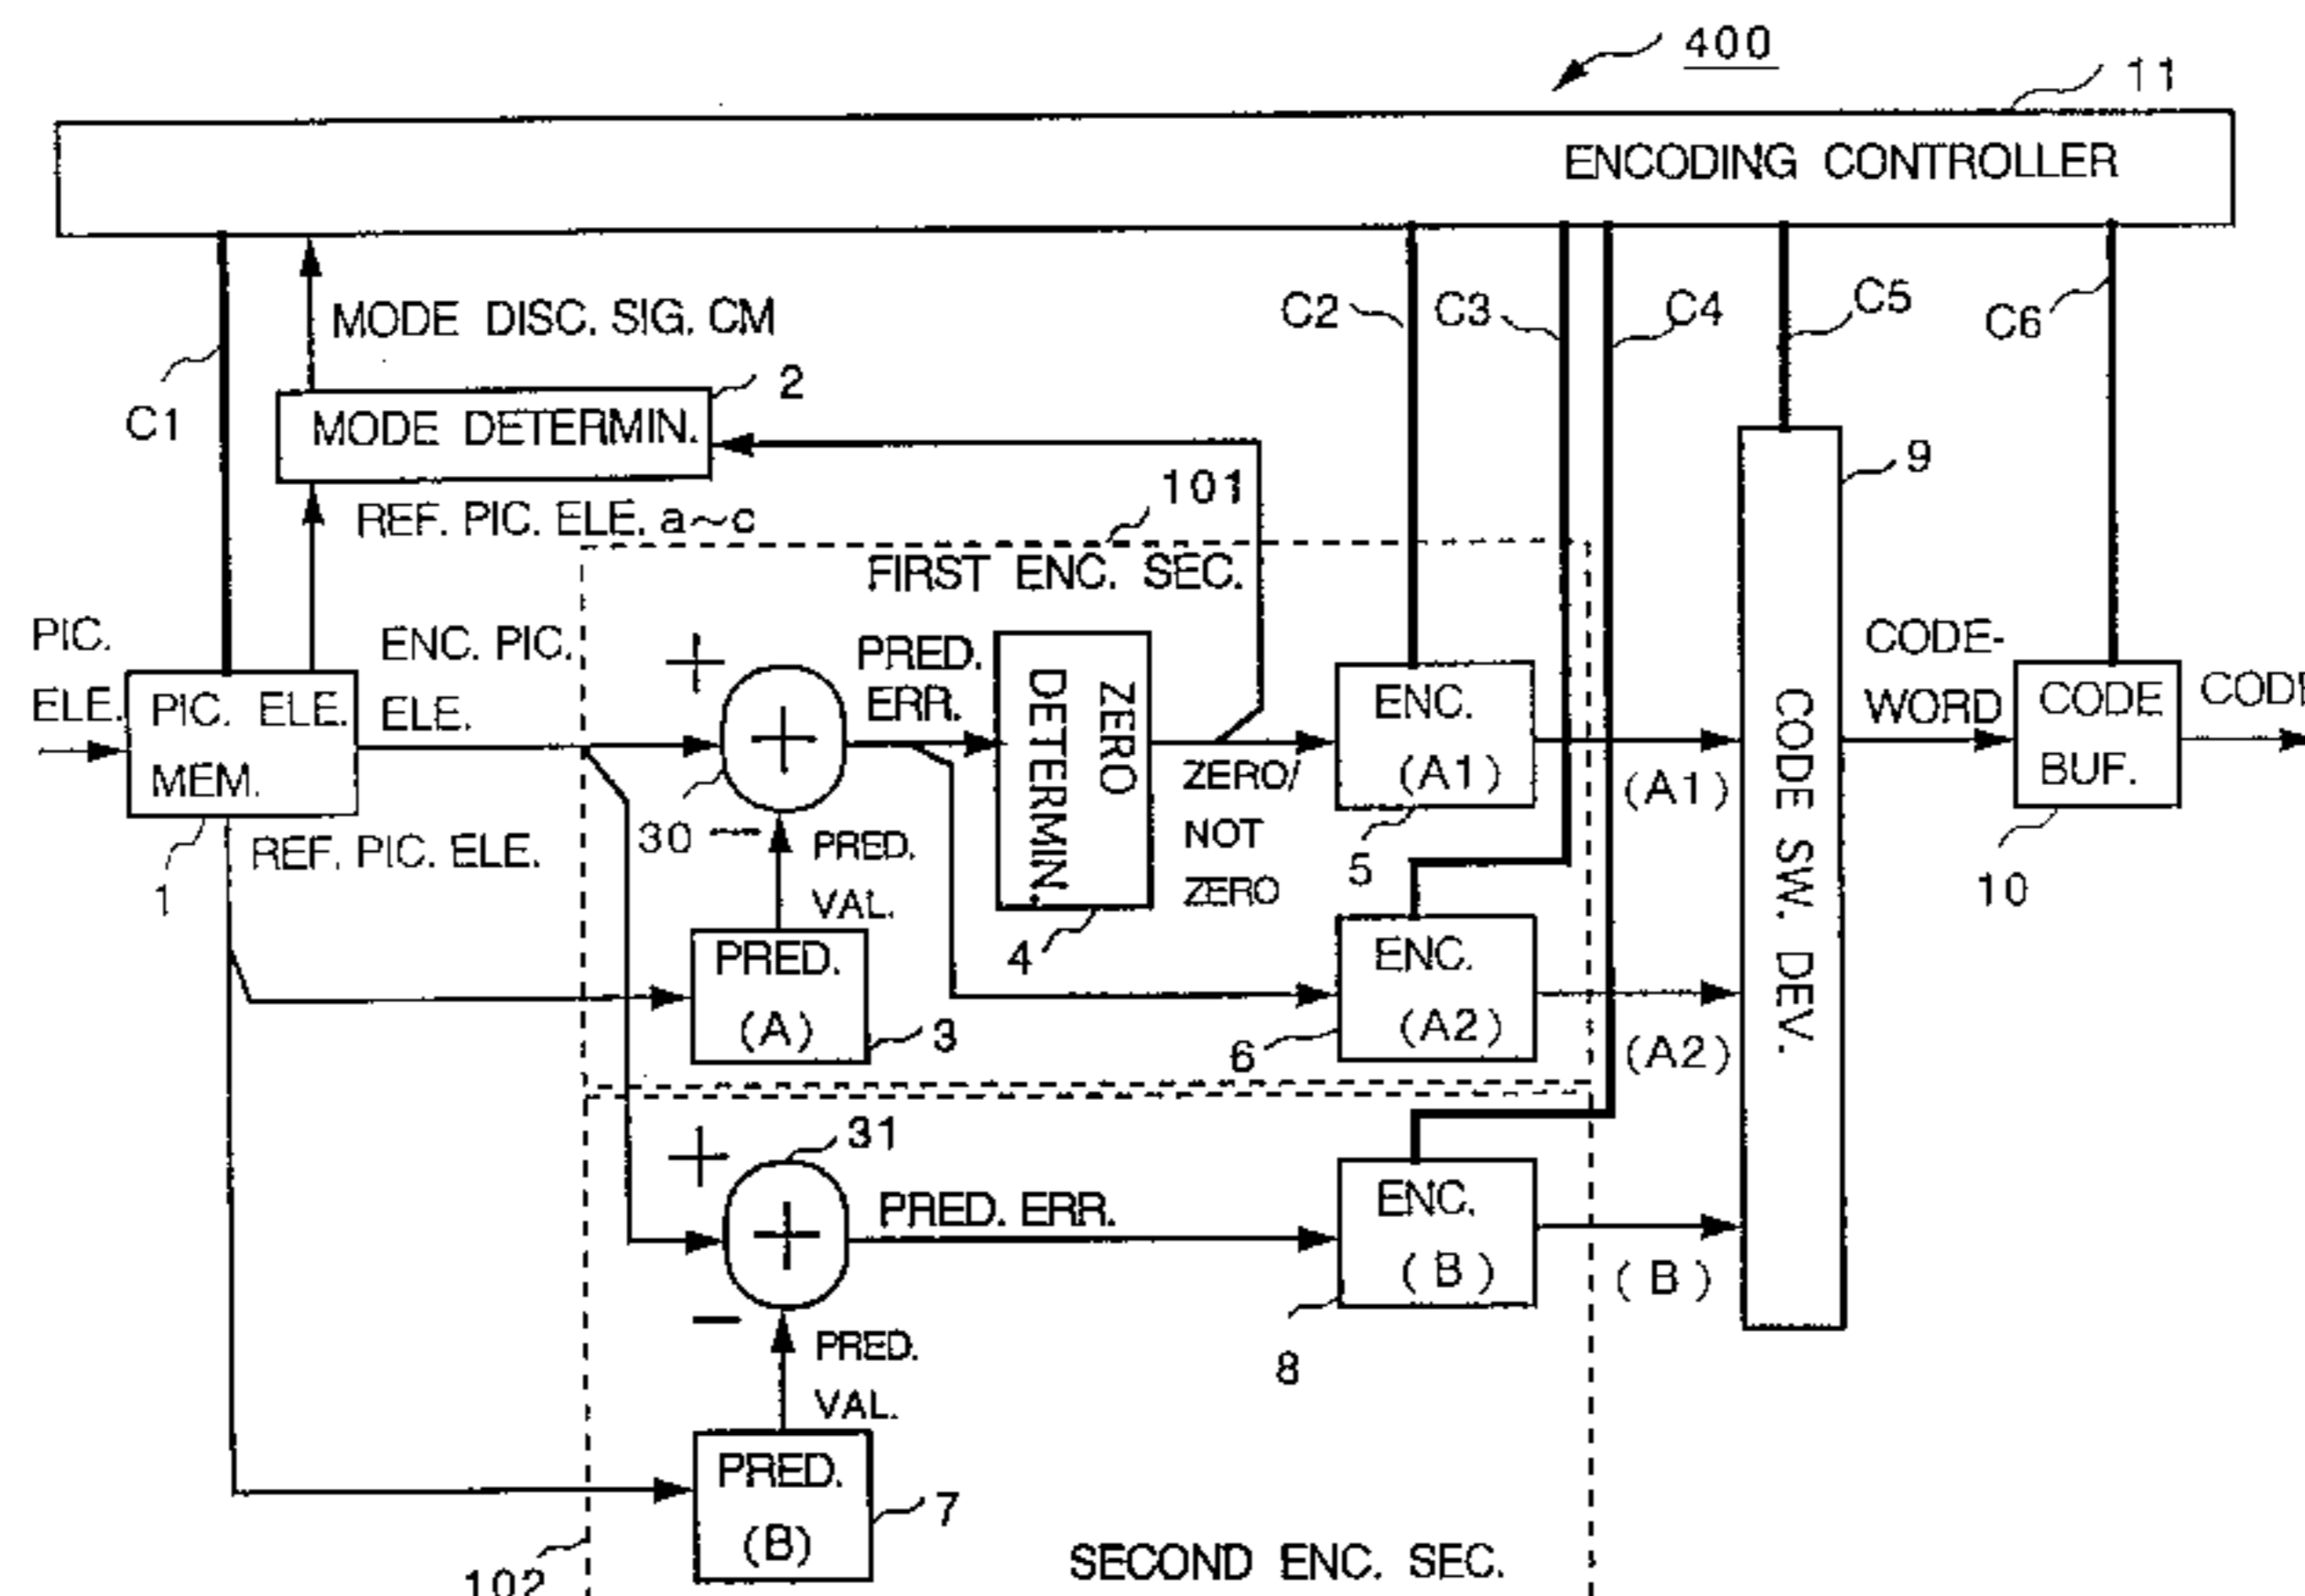 400
11
ENCODING CONTROLLER
C1
MODE DISC. SIG. CM
C2
C3
C4
C5
C6
2
MODE DETERMIN.
9
101
REF. PIC. ELE. a~c
FIRST ENC. SEC.
PIC.
ELE.
PIC. ELE.
MEM.
1
ENC. PIC.
ELE.
REF. PIC. ELE.
+
+
30
−
PRED.
ERR.
ZERO
DETERMIN.
4
ZERO/
NOT
ZERO
ENC.
(A1)
5
(A1)
CODE SW. DEV.
CODE-
WORD
CODE
BUF.
10
CODE
PRED.
VAL.
PRED.
(A)
3
ENC.
(A2)
6
(A2)
+
31
+
−
PRED. ERR.
ENC.
(B)
8
(B)
PRED.
VAL.
PRED.
(B)
7
102
SECOND ENC. SEC.